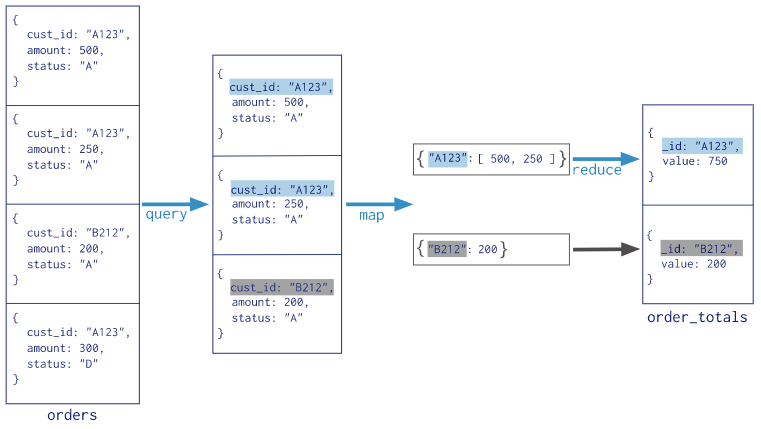 {
cust_id: "A123",
amount: 500,
status: "A"
}
{
cust_id: "A123",
amount: 250,
status: "A"
}
{
cust_id: "B212",
amount: 200,
status: "A"
}
{
cust_id: "A123",
amount: 300,
status: "D"
}
orders
query
{
cust_id: "A123",
amount: 500,
status: "A"
}
{
cust_id: "A123",
amount: 250,
status: "A"
}
{
cust_id: "B212",
amount: 200,
status: "A"
}
map
{"A123": [ 500, 250 ]}
{"B212": 200}
reduce
{
_id: "A123",
value: 750
}
{
_id: "B212",
value: 200
}
order_totals